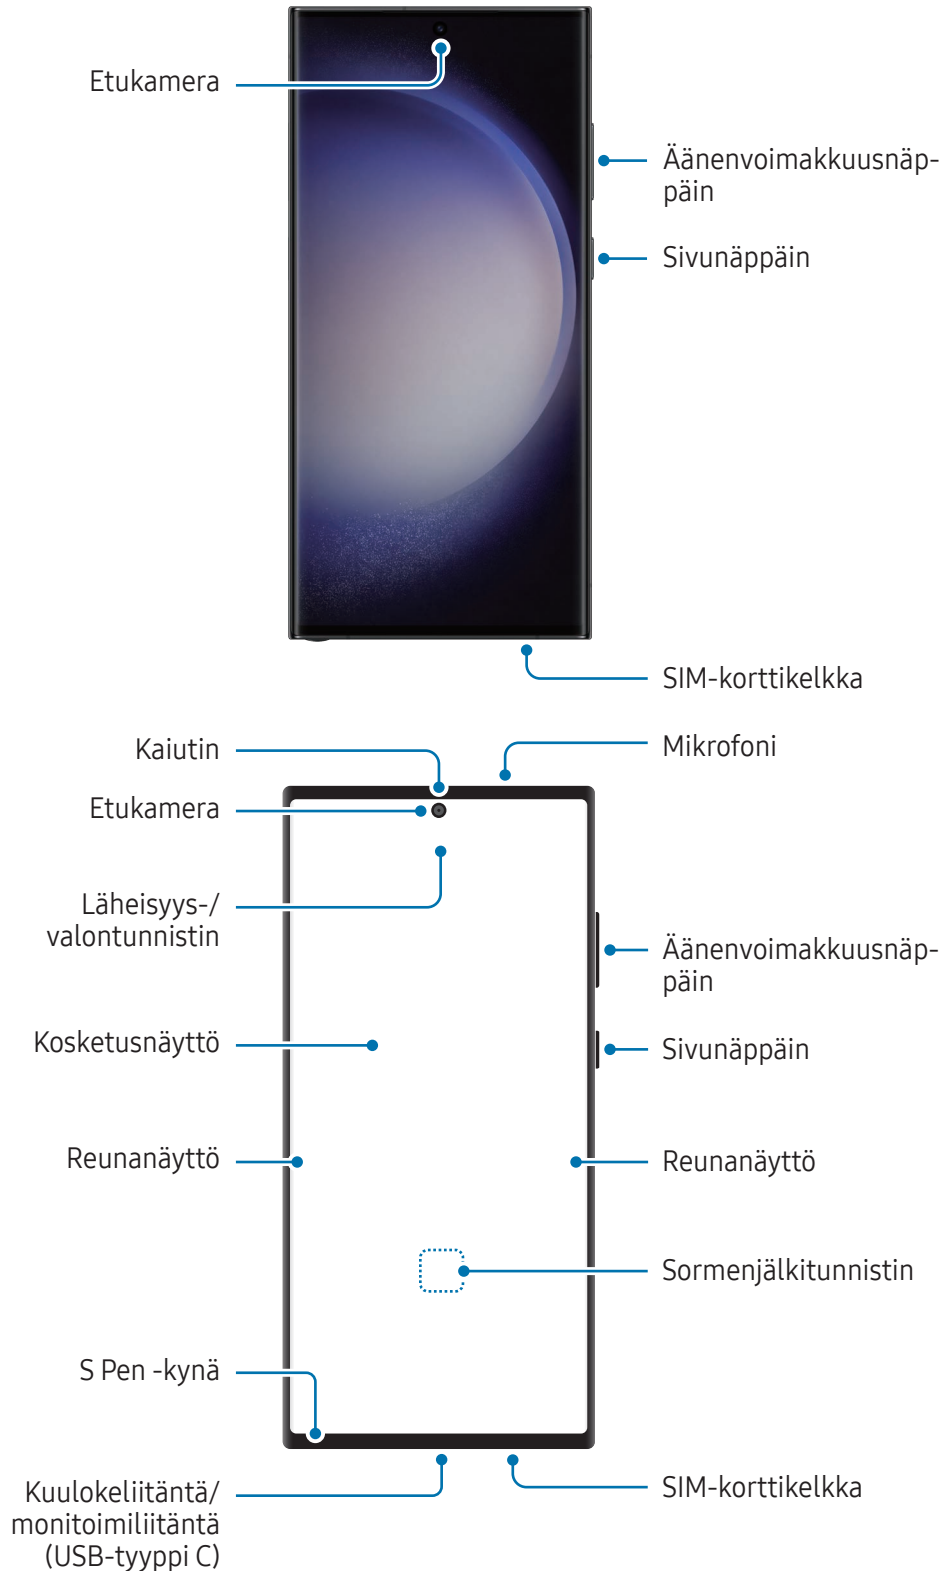 Etukamera
Äänenvoimakkuusnäp-
päin
Sivunäppäin
SIM-korttikelkka
Kaiutin
Mikrofoni
Etukamera
Läheisyys-/
valontunnistin
Äänenvoimakkuusnäp-
päin
Kosketusnäyttö
Sivunäppäin
Reunanäyttö
Reunanäyttö
Sormenjälkitunnistin
S Pen -kynä
Kuulokeliitäntä/
monitoimiliitäntä
(USB-tyyppi C)
SIM-korttikelkka